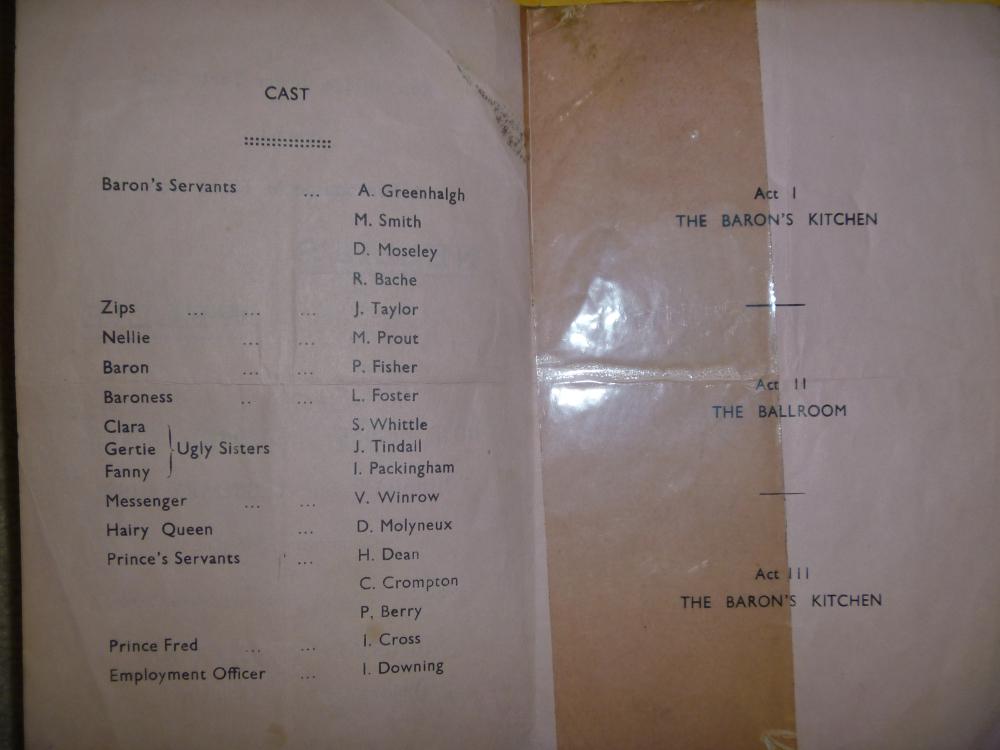 CAST
Baron's Servants ... A. Greenhalgh
M. Smith
D. Moseley
R. Bache
Zips ... ... ... J. Taylor
Nellie ... ... M. Prout
Baron ... ... P. Fisher
Baroness .. ... L. Foster
Clara S. Whittle
Gertie Ugly Sisters J. Tindall
Fanny I. Packingham
Messenger ... ... V. Winrow
Hairy Queen ... D. Molyneux
Prince's Servants ... H. Dean
C. Crompton
P. Berry
Prince Fred ... ... I. Cross
Employment Officer ... I. Downing
Act I
THE BARON'S KITCHEN
Act II
THE BALLROOM
Act III
THE BARON'S KITCHEN